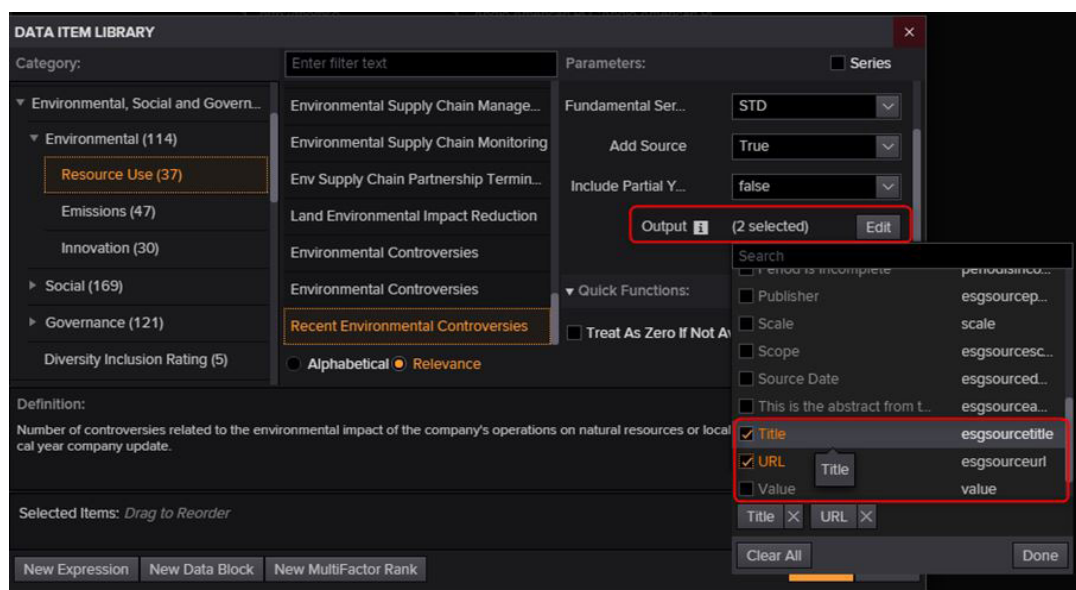 DATA ITEM LIBRARY
×
Category:
Enter filter text
Parameters:
Series
Environmental, Social and Govern...
Environmental (114)
Resource Use (37)
Emissions (47)
Innovation (30)
Social (169)
Governance (121)
Diversity Inclusion Rating (5)
Environmental Supply Chain Manage...
Environmental Supply Chain Monitoring
Env Supply Chain Partnership Termin...
Land Environmental Impact Reduction
Environmental Controversies
Environmental Controversies
Recent Environmental Controversies
Alphabetical
Relevance
Fundamental Ser...
STD
Add Source
True
Include Partial Y...
false
Output i
(2 selected)
Edit
Quick Functions:
Treat As Zero If Not Av
Search
Period is Incomplete periodisinco...
Publisher esgsourcep...
Scale scale
Scope esgsourcesc...
Source Date esgsourced...
This is the abstract from t... esgsourcea...
Title esgsourcetitle
URL esgsourceurl
Title
Value value
Title × URL ×
Clear All
Done
Definition:
Number of controversies related to the environmental impact of the company's operations on natural resources or local
cal year company update.
Selected Items: Drag to Reorder
New Expression
New Data Block
New MultiFactor Rank